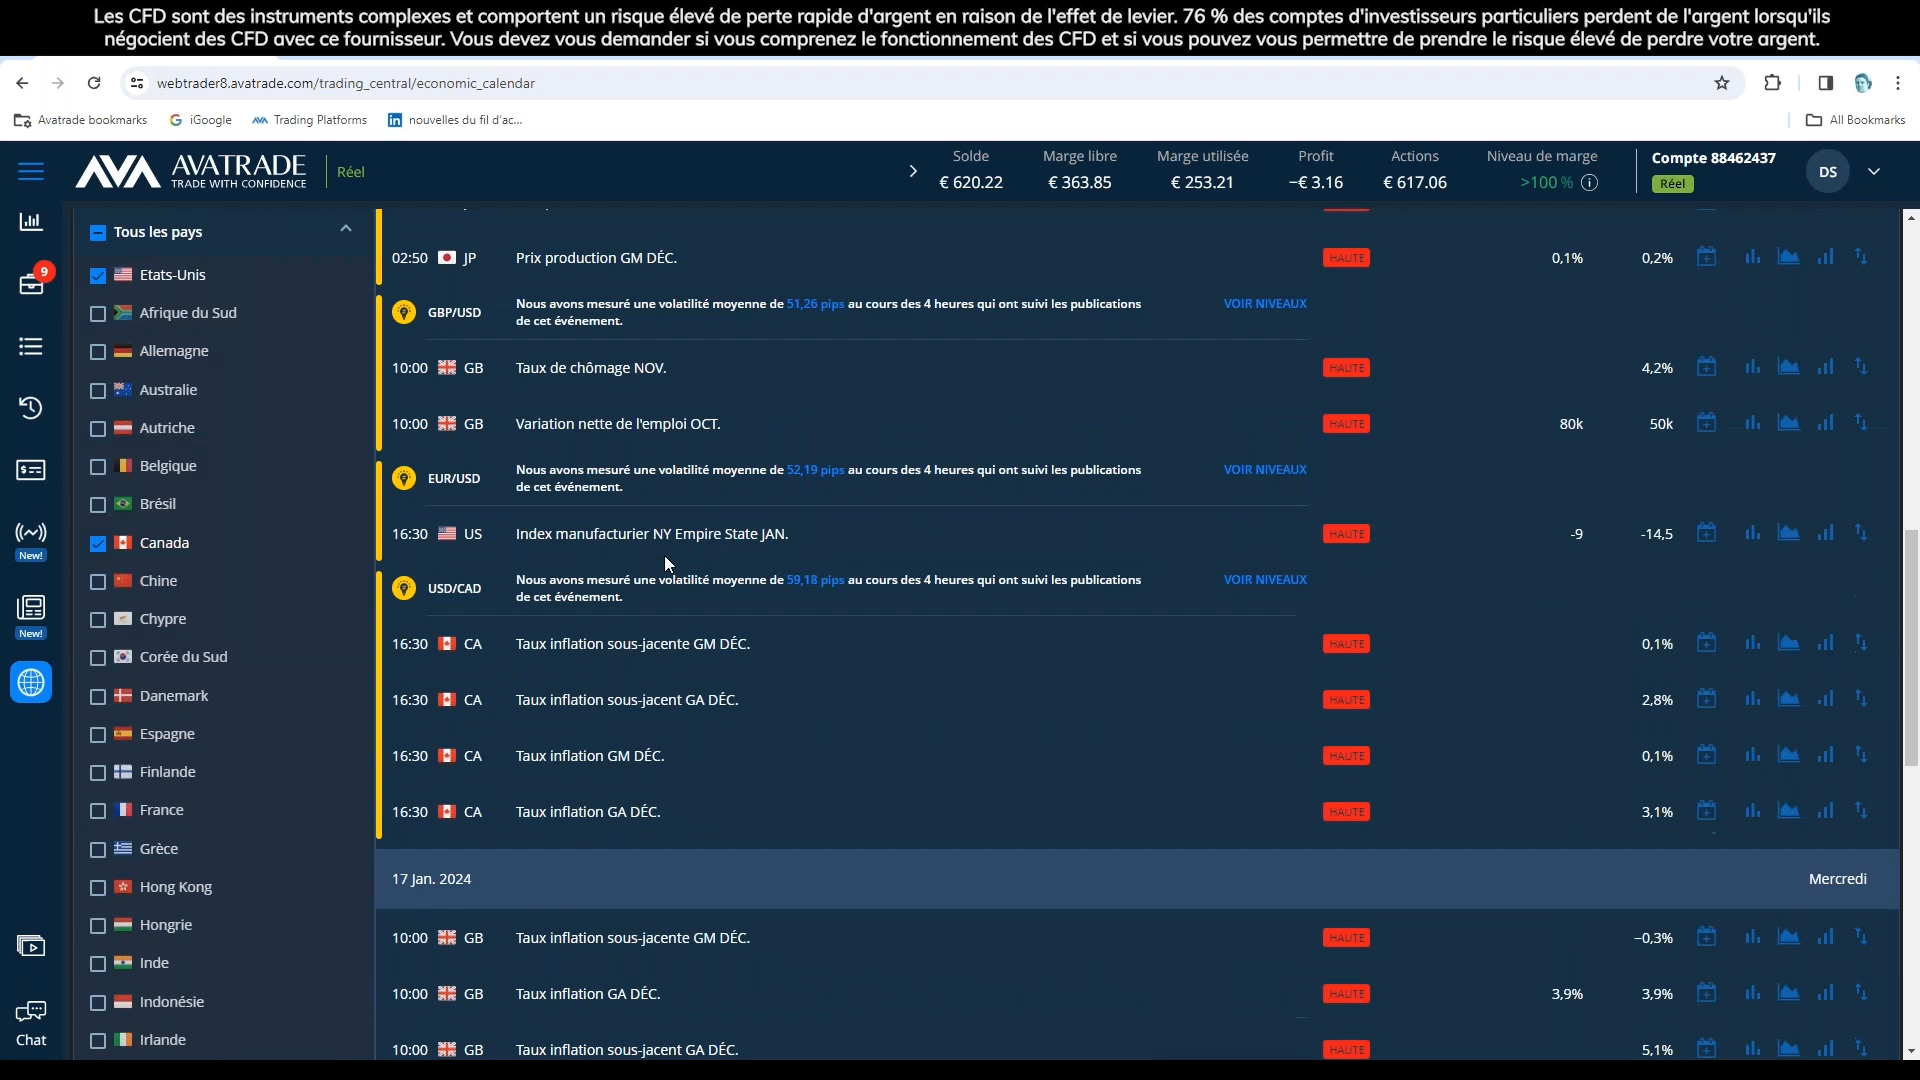 Les CFD sont des instruments complexes et comportent un risque élevé de perte rapide d'argent en raison de l'effet de levier. 76 % des comptes d'investisseurs particuliers perdent de l'argent lorsqu'ils
négocient des CFD avec ce fournisseur. Vous devez vous demander si vous comprenez le fonctionnement des CFD et si vous pouvez vous permettre de prendre le risque élevé de perdre votre argent.
webtrader8.avatrade.com/trading_central/economic_calendar
Avatrade bookmarks iGoogle Trading Platforms nouvelles du fil d'ac... All Bookmarks
AVA AVATRADE TRADE WITH CONFIDENCE Réel
Solde Marge libre Marge utilisée Profit Actions Niveau de marge Compte 88462437
€ 620.22 € 363.85 € 253.21 −€ 3.16 € 617.06 >100 % Réel DS
9
New!
New!
Chat
Tous les pays
Etats-Unis
Afrique du Sud
Allemagne
Australie
Autriche
Belgique
Brésil
Canada
Chine
Chypre
Corée du Sud
Danemark
Espagne
Finlande
France
Grèce
Hong Kong
Hongrie
Inde
Indonésie
Irlande
02:50 JP Prix production GM DÉC. HAUTE 0,1% 0,2%
GBP/USD Nous avons mesuré une volatilité moyenne de 51,26 pips au cours des 4 heures qui ont suivi les publications VOIR NIVEAUX
de cet événement.
10:00 GB Taux de chômage NOV. HAUTE 4,2%
10:00 GB Variation nette de l'emploi OCT. HAUTE 80k 50k
EUR/USD Nous avons mesuré une volatilité moyenne de 52,19 pips au cours des 4 heures qui ont suivi les publications VOIR NIVEAUX
de cet événement.
16:30 US Index manufacturier NY Empire State JAN. HAUTE -9 -14,5
USD/CAD Nous avons mesuré une volatilité moyenne de 59,18 pips au cours des 4 heures qui ont suivi les publications VOIR NIVEAUX
de cet événement.
16:30 CA Taux inflation sous-jacente GM DÉC. HAUTE 0,1%
16:30 CA Taux inflation sous-jacent GA DÉC. HAUTE 2,8%
16:30 CA Taux inflation GM DÉC. HAUTE 0,1%
16:30 CA Taux inflation GA DÉC. HAUTE 3,1%
17 Jan. 2024 Mercredi
10:00 GB Taux inflation sous-jacente GM DÉC. HAUTE −0,3%
10:00 GB Taux inflation GA DÉC. HAUTE 3,9% 3,9%
10:00 GB Taux inflation sous-jacent GA DÉC. HAUTE 5,1%